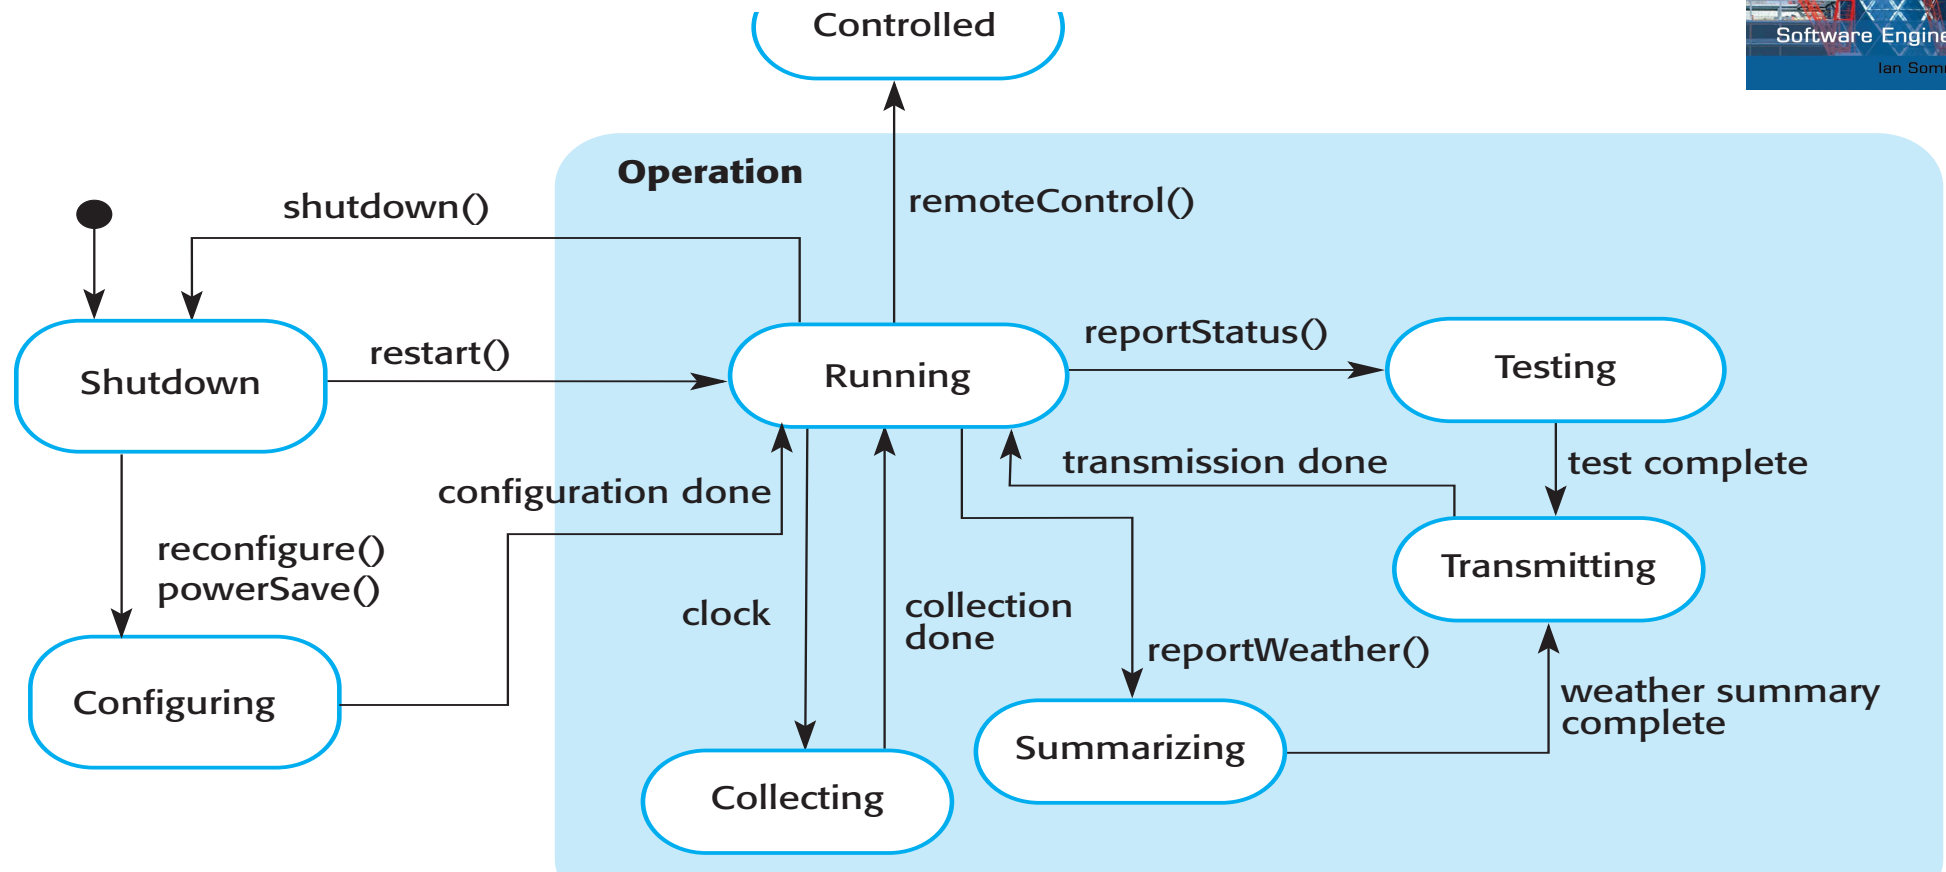 Controlled
Software Engine
Ian Som
Operation
shutdown()
remoteControl()
reportStatus()
restart()
Shutdown
Running
Testing
transmission done
test complete
configuration done
reconfigure()
powerSave()
Transmitting
clock
collection
done
reportWeather()
Configuring
weather summary
complete
Summarizing
Collecting